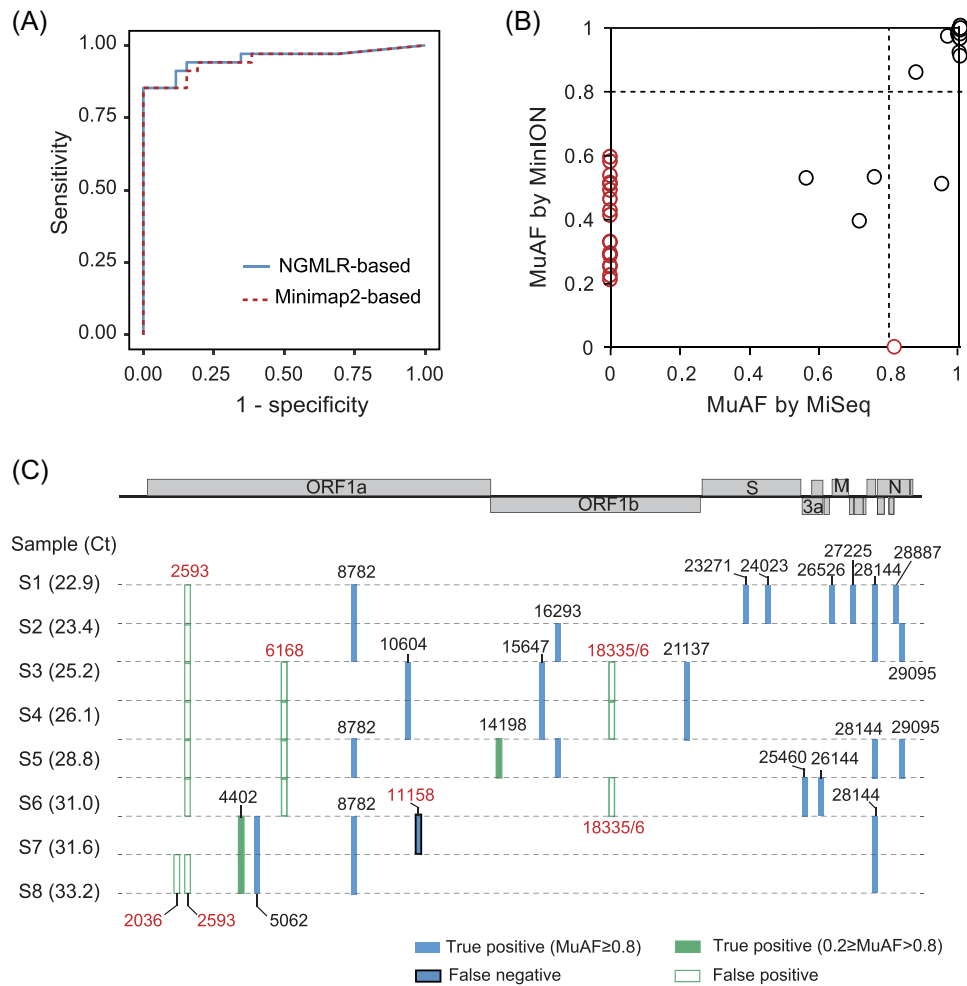 (A)
1.00
0.75
0.50
0.25
0.00
Sensitivity
NGMLR-based
Minimap2-based
0.00 0.25 0.50 0.75 1.00
1 - specificity
(B)
1
0.8
0.6
0.4
0.2
0
MuAF by MinION
0 0.2 0.4 0.6 0.8 1
MuAF by MiSeq
(C)
ORF1a S M N
ORF1b 3a
Sample (Ct)
27225 28887
2593 8782 23271 24023 26526 28144
S1 (22.9)
16293
S2 (23.4)
6168 10604 15647 18335/6 21137
S3 (25.2)
29095
S4 (26.1)
8782 14198 28144 29095
S5 (28.8)
25460 26144
S6 (31.0)
4402 8782 11158 28144
18335/6
S7 (31.6)
S8 (33.2)
2036 2593 5062
True positive (MuAF≥0.8) True positive (0.2≥MuAF>0.8)
False negative False positive